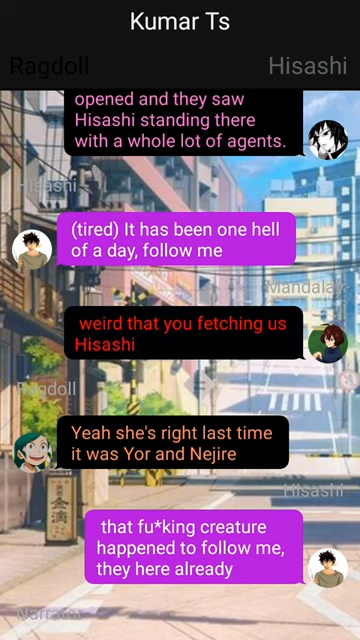 Kumar Ts
Ragdoll
Hisashi
opened and they saw
Hisashi standing there
with a whole lot of agents.
Hisashi
(tired) It has been one hell
of a day, follow me
Mandalay
weird that you fetching us
Hisashi
Ragdoll
Yeah she's right last time
it was Yor and Nejire
Hisashi
that fu*king creature
happened to follow me,
they here already
Narrator